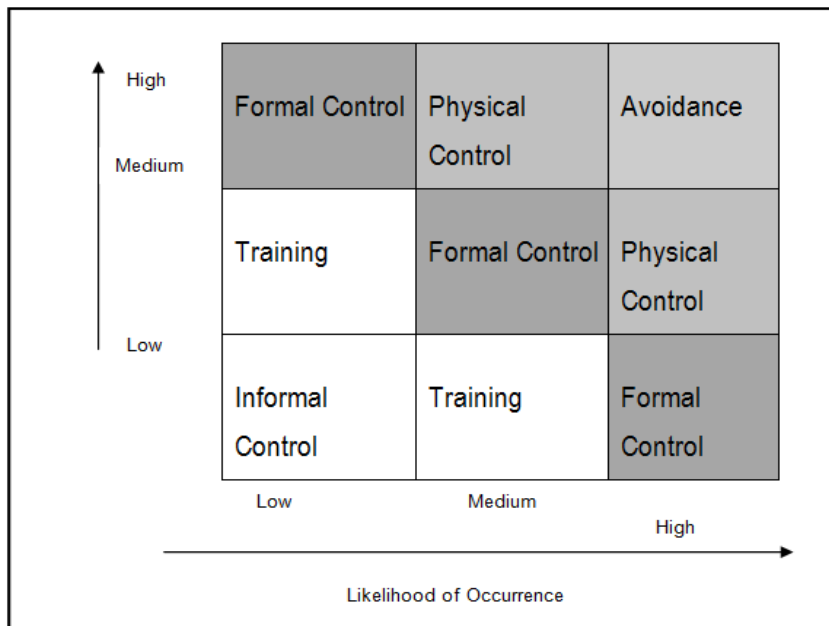 High
Formal Control
Physical
Control
Avoidance
Medium
Training
Formal Control
Physical
Control
Low
Informal
Control
Training
Formal
Control
Low
Medium
High
Likelihood of Occurrence